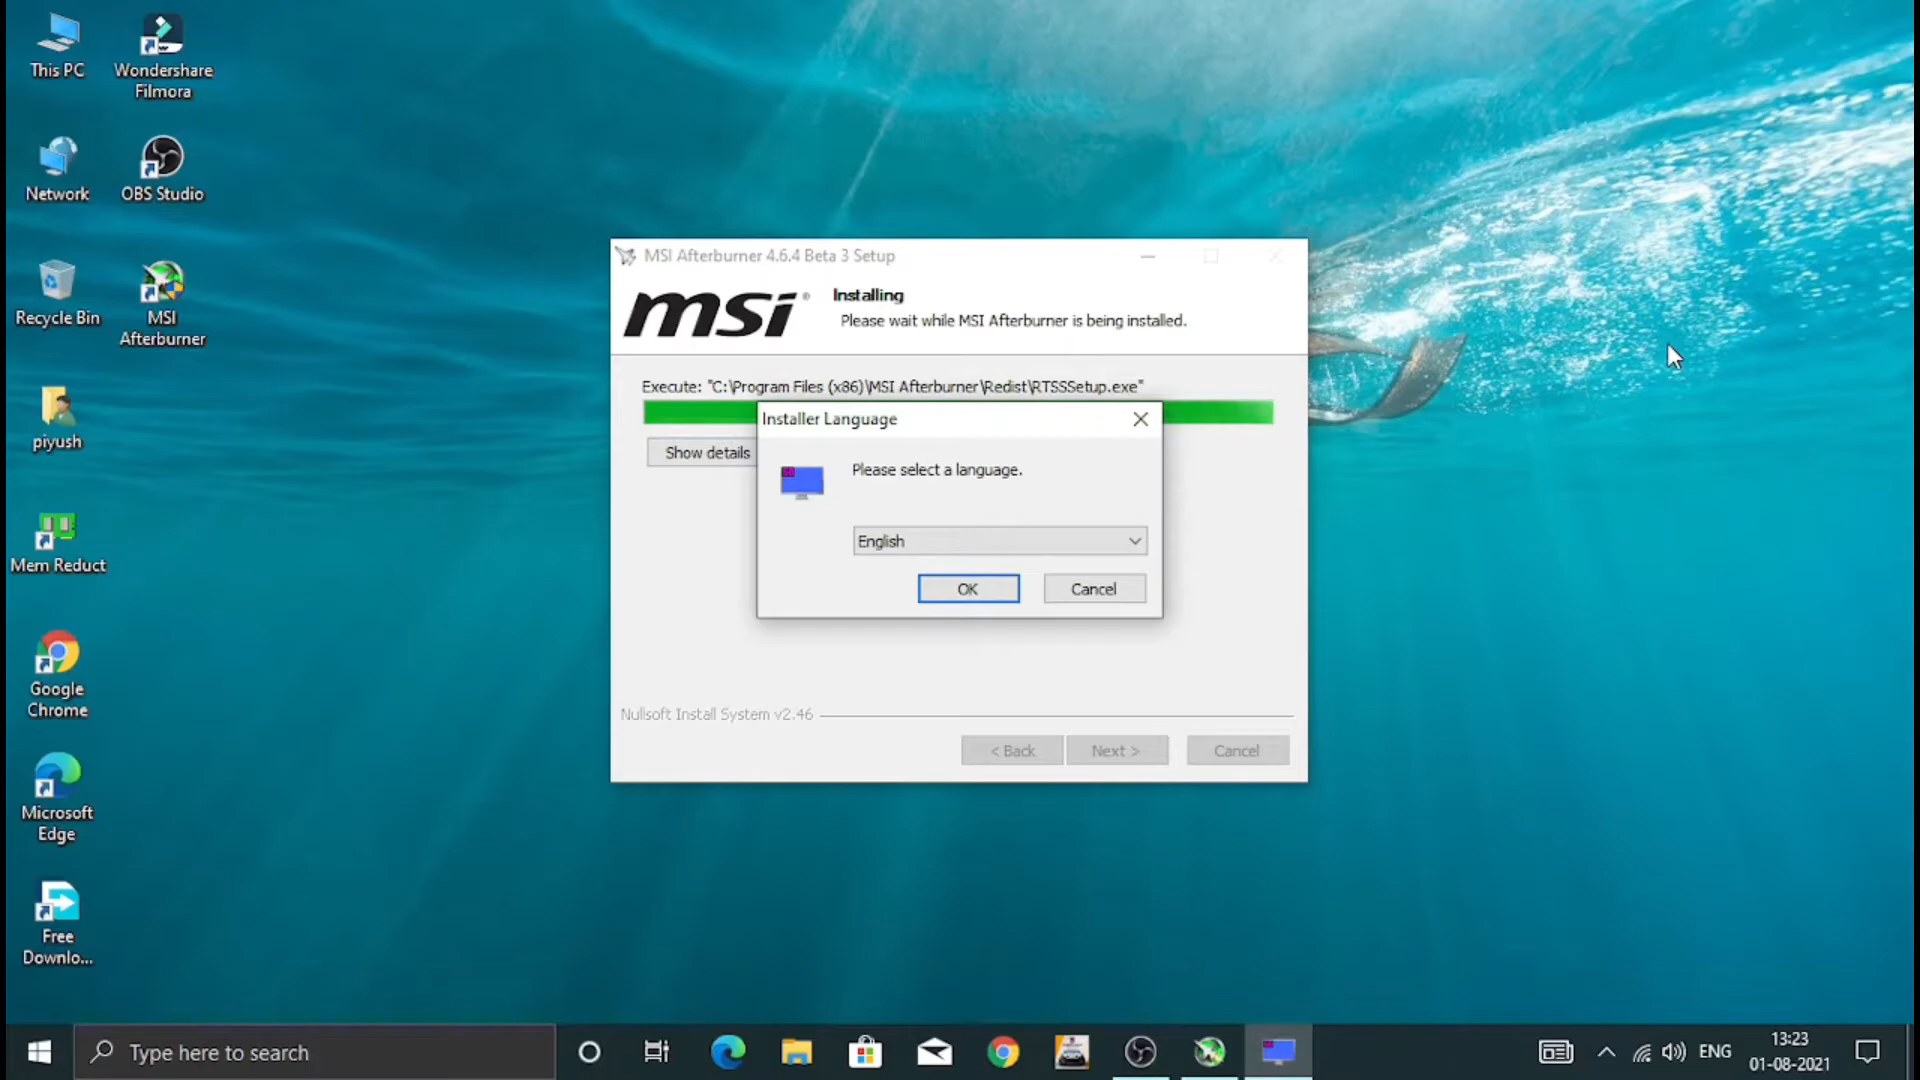 This PC
Wondershare
Filmora
Network
OBS Studio
Recycle Bin
MSI
Afterburner
piyush
Mem Reduct
Google
Chrome
Microsoft
Edge
Free
Downlo...
MSI Afterburner 4.6.4 Beta 3 Setup
msi®
Installing
Please wait while MSI Afterburner is being installed.
Execute: "C:\Program Files (x86)\MSI Afterburner\Redist\RTSSSetup.exe"
Show details
Installer Language
Please select a language.
English
OK
Cancel
Nullsoft Install System v2.46
< Back
Next >
Cancel
Type here to search
ENG
13:23
01-08-2021